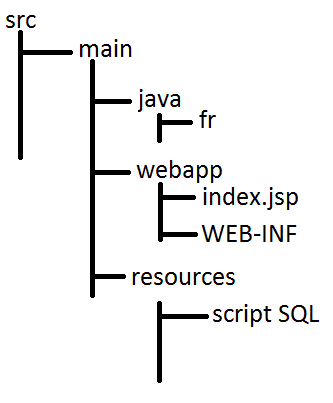 src
main
java
fr
webapp
index.jsp
WEB-INF
resources
script SQL